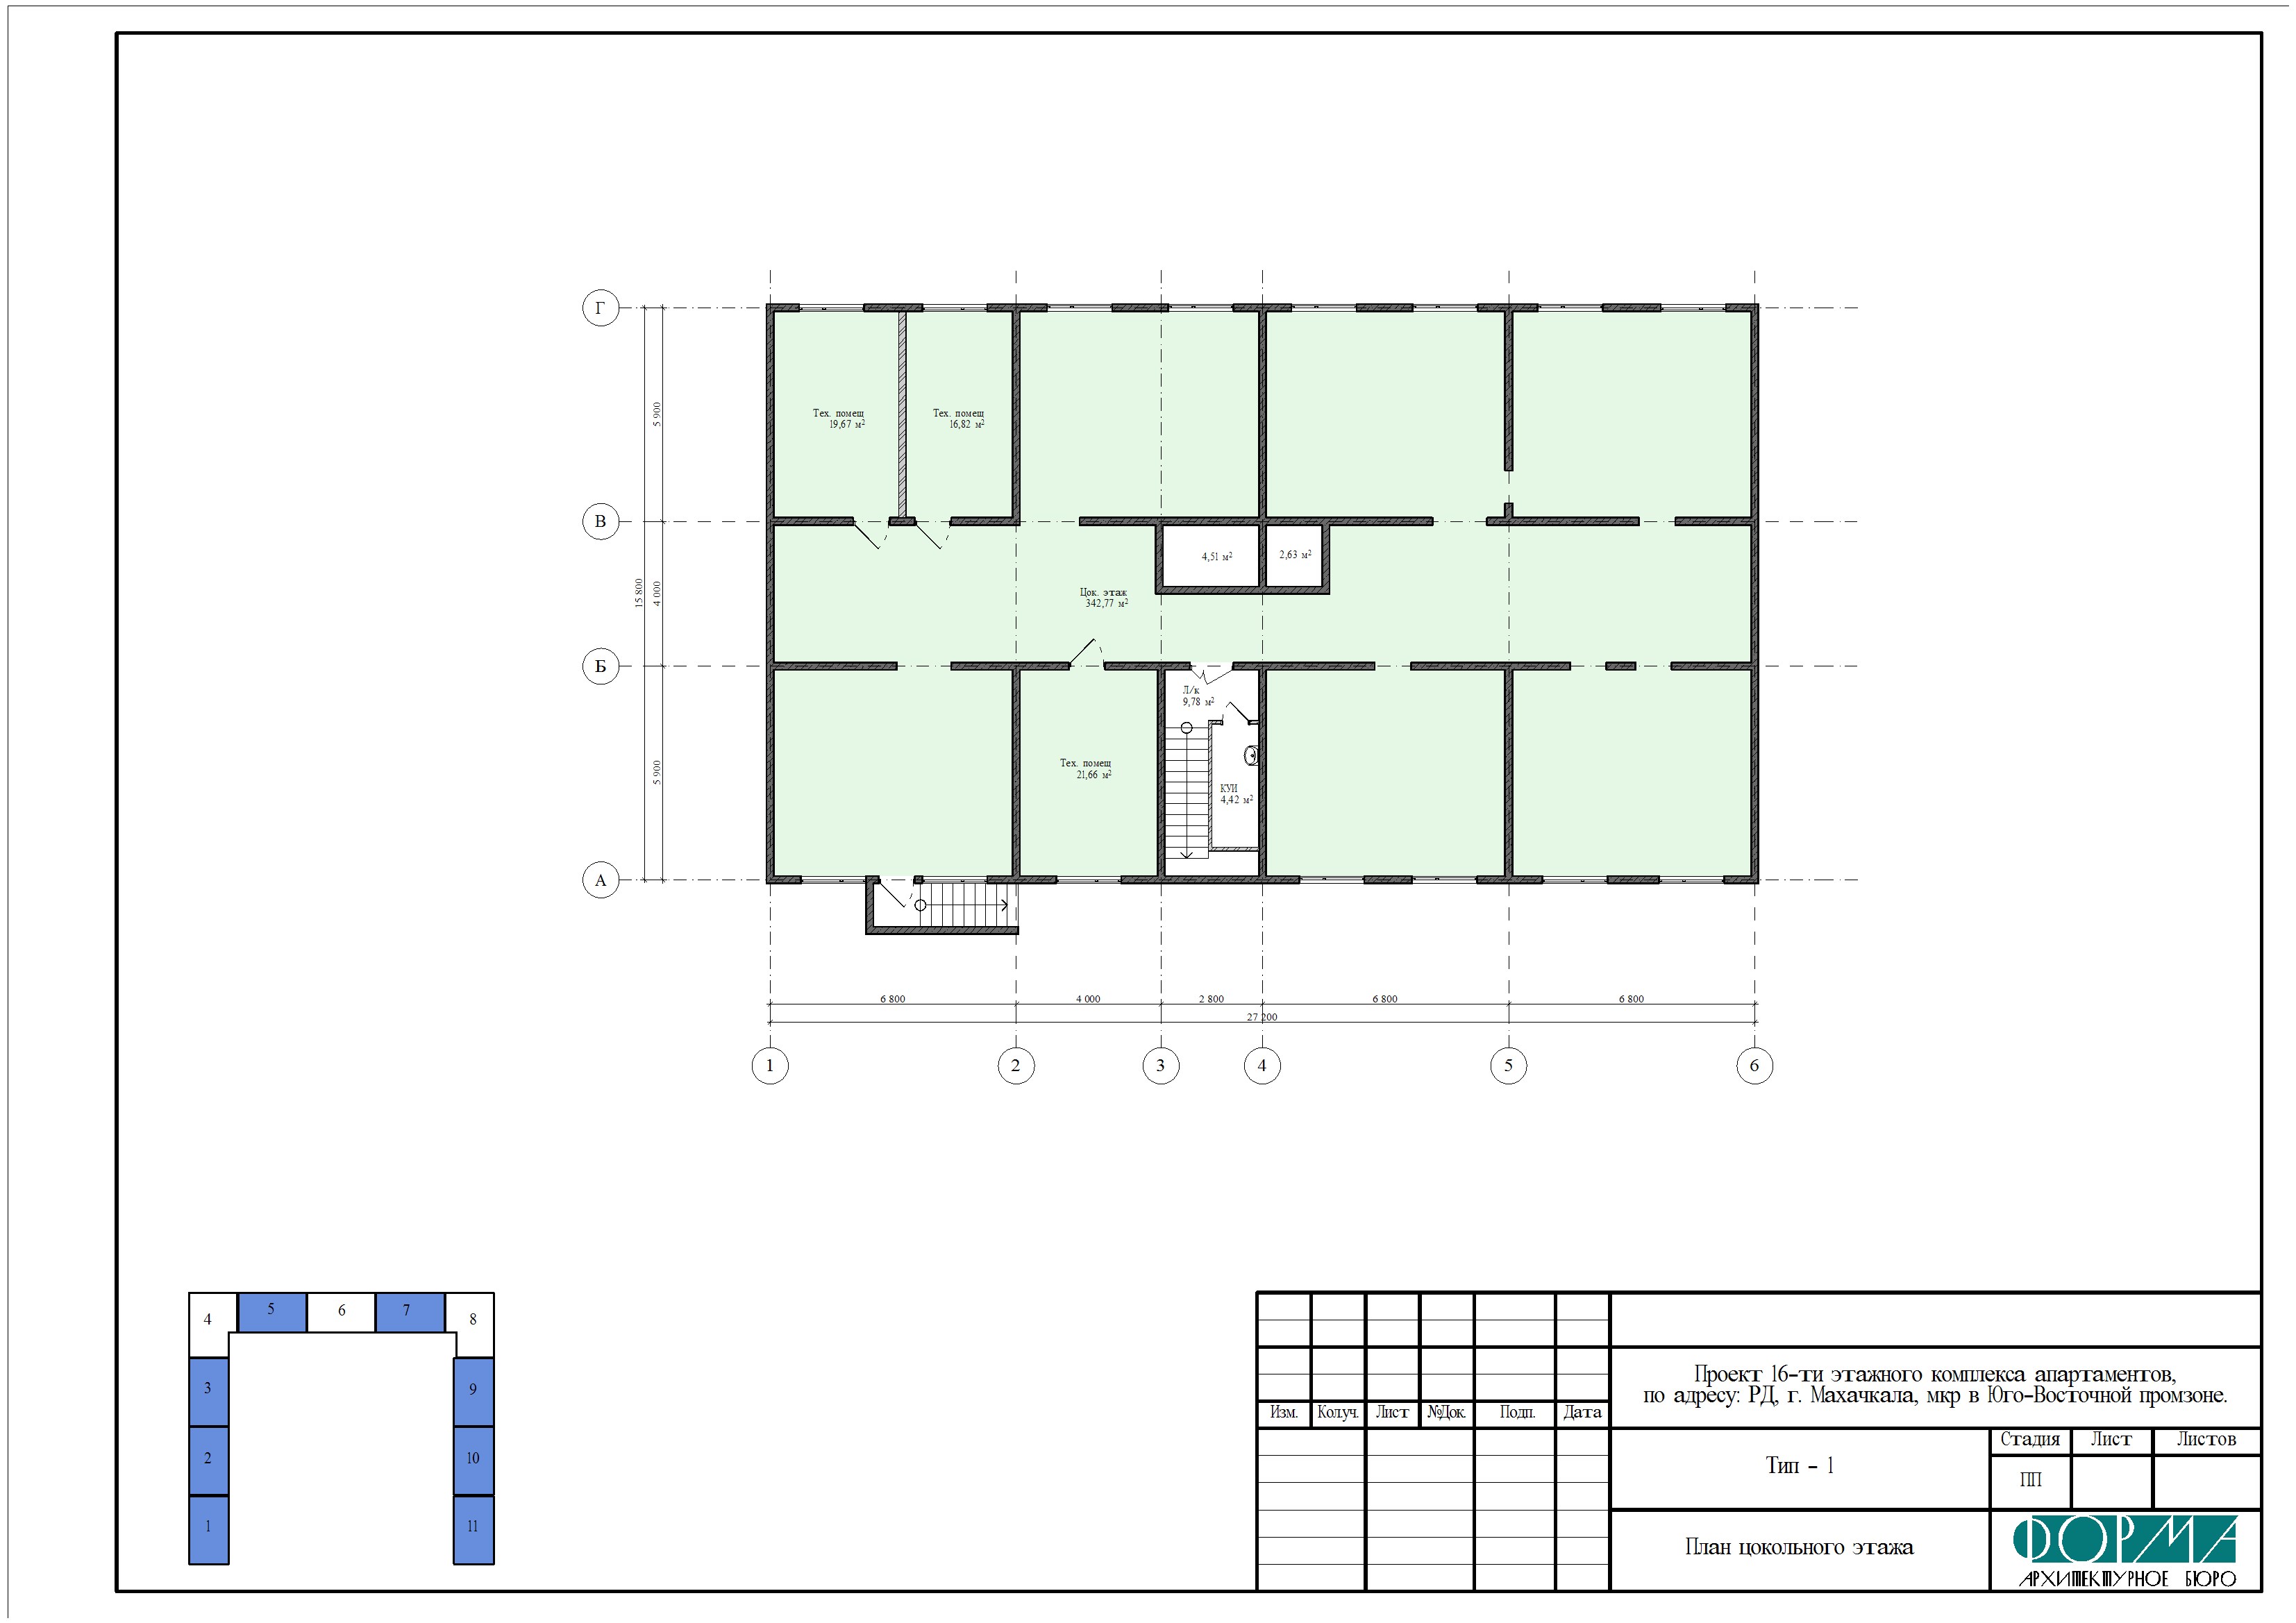 Г
В
Б
А
5 900
15 800
4 000
5 900
Тех. помещ
19,67 м²
Тех. помещ
16,82 м²
4,51 м²
2,63 м²
Цок. этаж
342,77 м²
Л/к
9,78 м²
Тех. помещ
21,66 м²
КУИ
4,42 м²
6 800
4 000
2 800
6 800
6 800
27 200
1
2
3
4
5
6
4
5
6
7
8
3
9
2
10
1
11
Проект 16-ти этажного комплекса апартаментов,
по адресу: РД, г. Махачкала, мкр в Юго-Восточной промзоне.
Изм. Кол.уч. Лист №Док. Подп. Дата
Тип - 1
Стадия Лист Листов
ПП
План цокольного этажа
ФОРМА
АРХИТЕКТУРНОЕ БЮРО